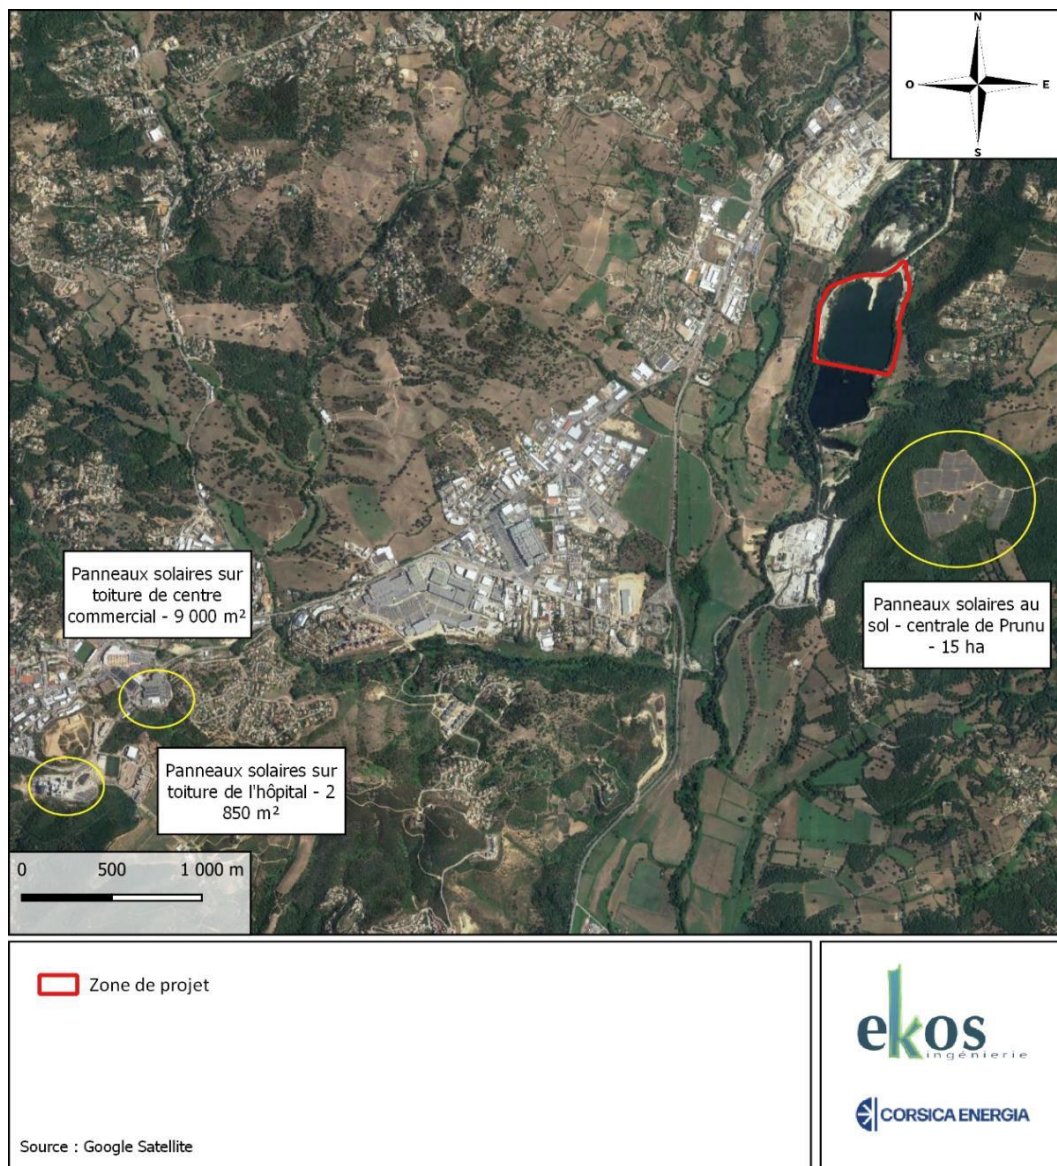 N
O
E
S
Panneaux solaires sur
toiture de centre
commercial - 9 000 m²
Panneaux solaires au
sol - centrale de Prunu
- 15 ha
Panneaux solaires sur
toiture de l'hôpital - 2
850 m²
0 500 1 000 m
Zone de projet
ekos
ingénierie
CORSICA ENERGIA
Source : Google Satellite